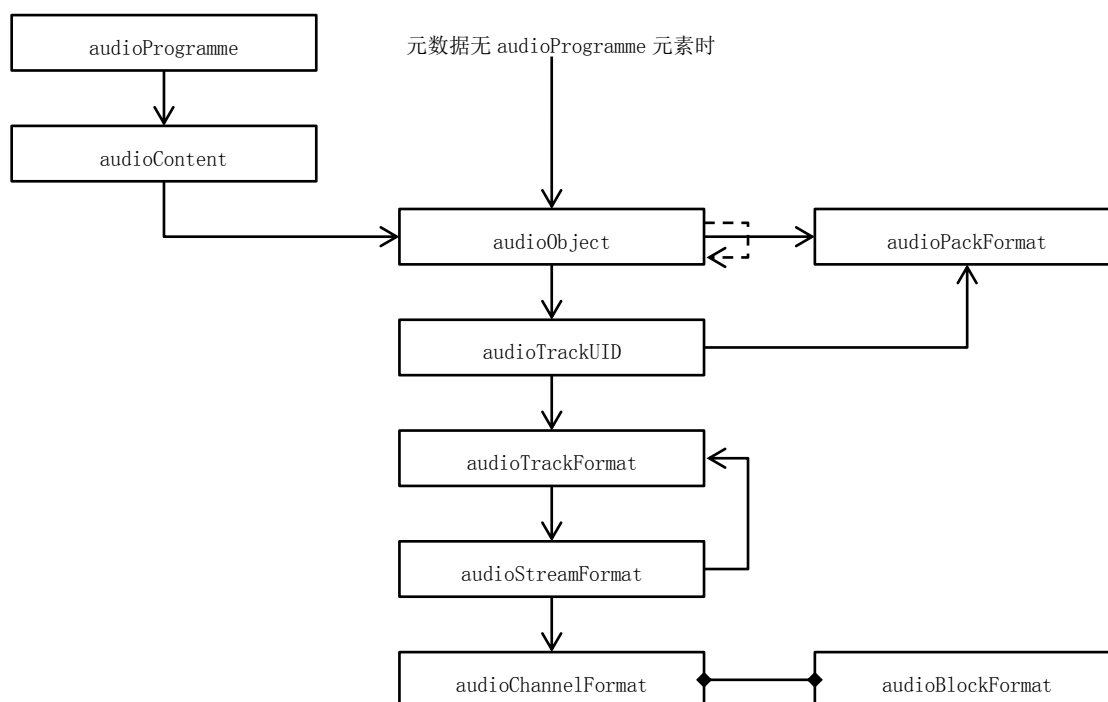 audioProgramme
元数据无 audioProgramme 元素时
audioContent
audioObject
audioPackFormat
audioTrackUID
audioTrackFormat
audioStreamFormat
audioChannelFormat
audioBlockFormat